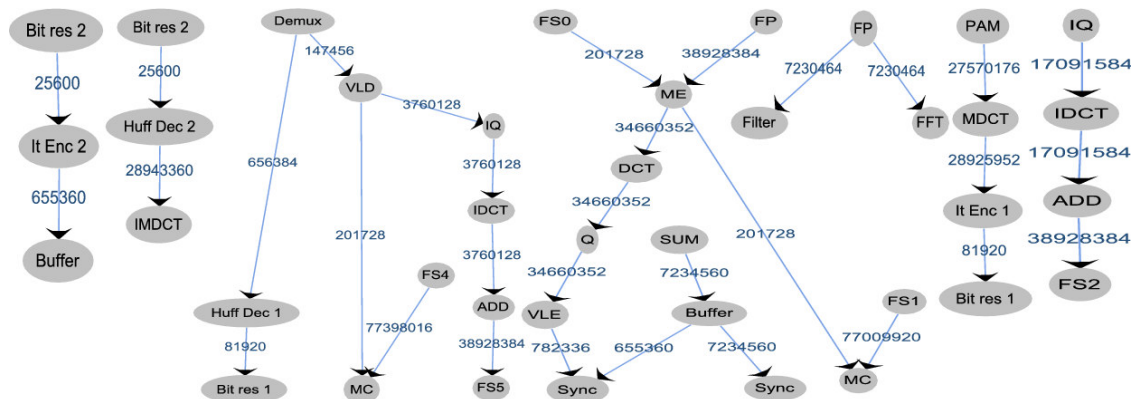 Bit res 2
25600
It Enc 2
655360
Buffer
Bit res 2
25600
Huff Dec 2
28943360
IMDCT
Demux
147456
VLD
3760128
IQ
656384
3760128
IDCT
201728
3760128
FS4
Huff Dec 1
77398016
ADD
81920
38928384
Bit res 1
MC
FS5
FS0
FP
201728
38928384
ME
34660352
DCT
34660352
Q
SUM
201728
34660352
7234560
VLE
Buffer
FS1
782336
655360
7234560
77009920
Sync
Sync
MC
FP
7230464
7230464
Filter
FFT
PAM
27570176
MDCT
28925952
It Enc 1
81920
Bit res 1
IQ
17091584
IDCT
17091584
ADD
38928384
FS2